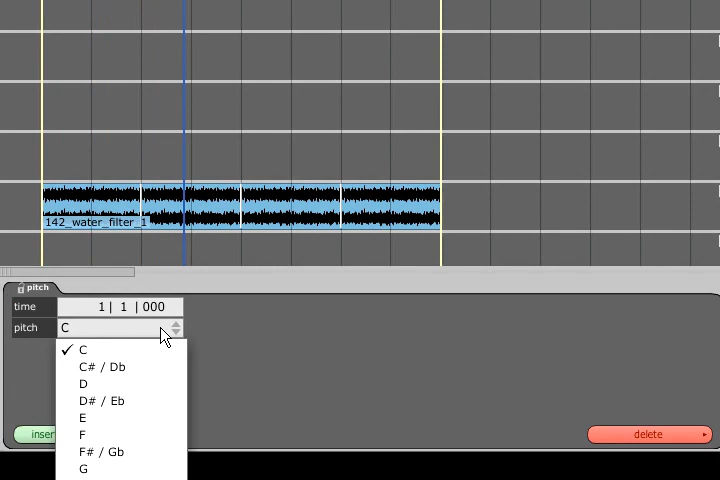 142_water_filter_1
pitch
time 1| 1 |000
pitch C
✓ C
C# / Db
D
D# / Eb
E
F
F# / Gb
G
inser
delete